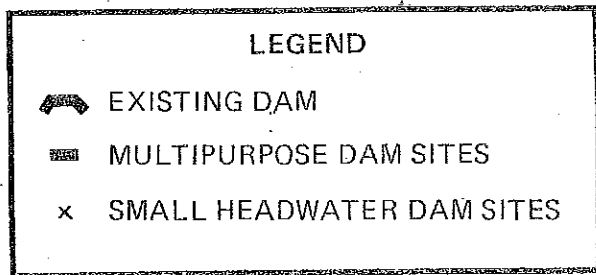 LEGEND
EXISTING DAM
MULTIPURPOSE DAM SITES
x SMALL HEADWATER DAM SITES